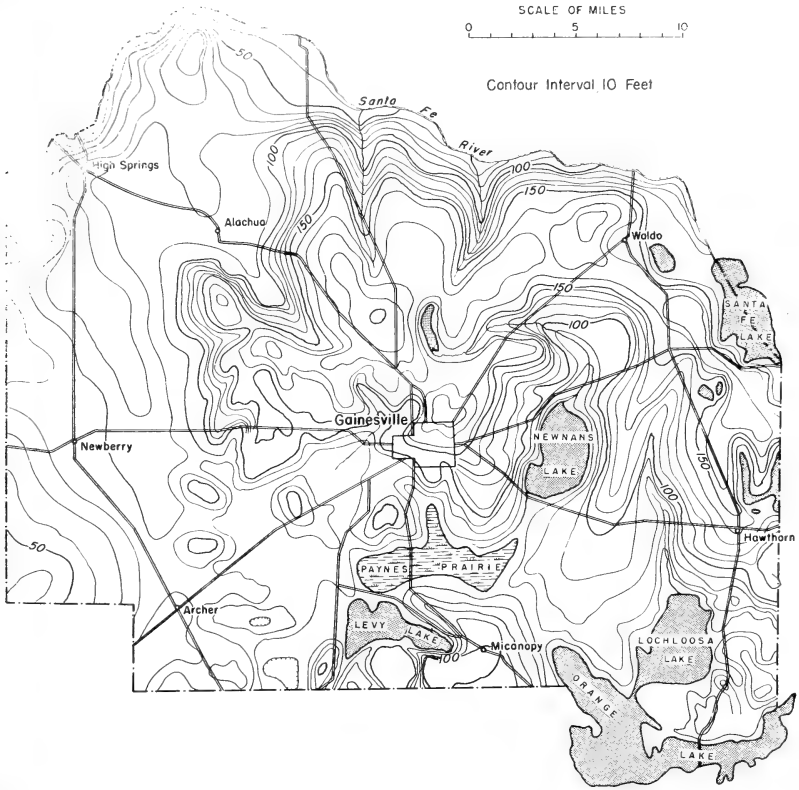 SCALE OF MILES
0 5 10
Contour Interval 10 Feet
50
Santa Fe River
100
High Springs
100
150
Alachua
150
Waldo
SANTA
FE
LAKE
150
100
Gainesville
Newberry
NEWNANS
LAKE
150
100
Hawthorn
50
PAYNES PRAIRIE
Archer
LEVY
LAKE
Micanopy
100
LOCHLOOSA
LAKE
ORANGE
LAKE